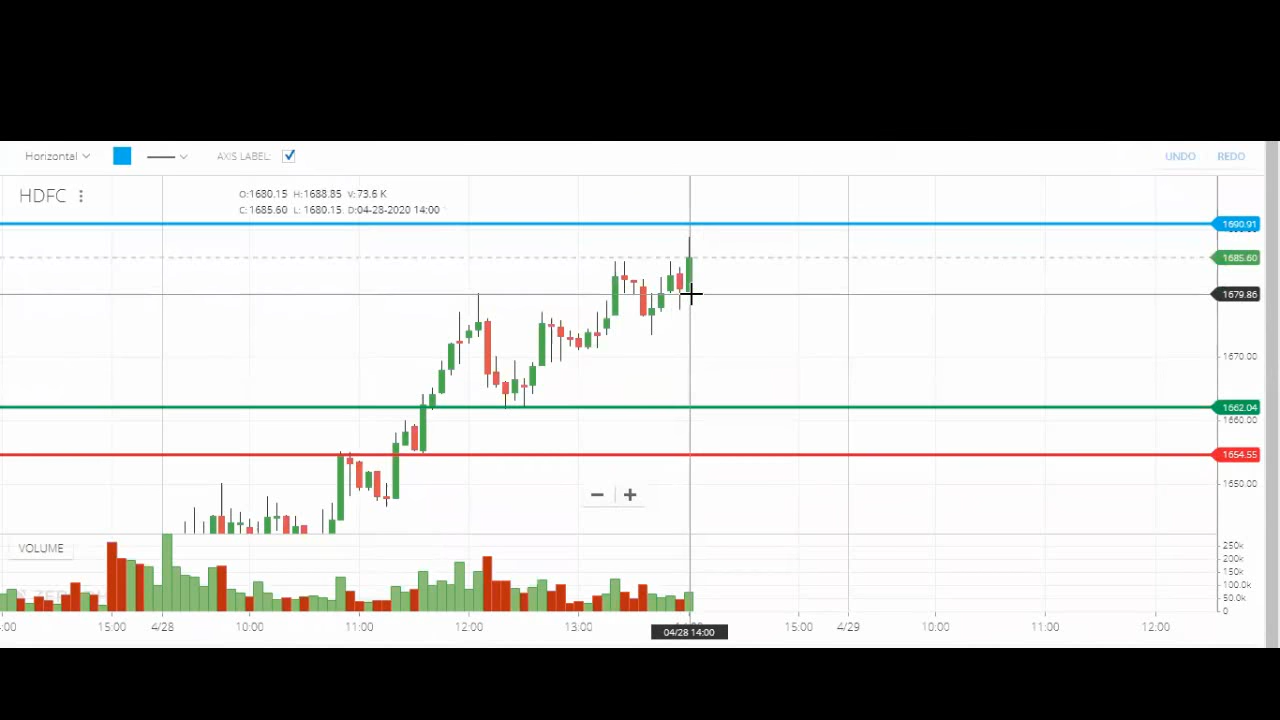 Horizontal
AXIS LABEL:
UNDO REDO
HDFC
O:1680.15 H:1688.85 V:73.6 K
C:1685.60 L: 1680.15 D:04-28-2020 14:00
1690.91
1685.60
1679.86
1670.00
1662.04
1660.00
1654.55
1650.00
VOLUME
250k
200k
150k
100.0k
50.0k
0
:00 15:00 4/28 10:00 11:00 12:00 13:00 15:00 4/29 10:00 11:00 12:00
04/28 14:00